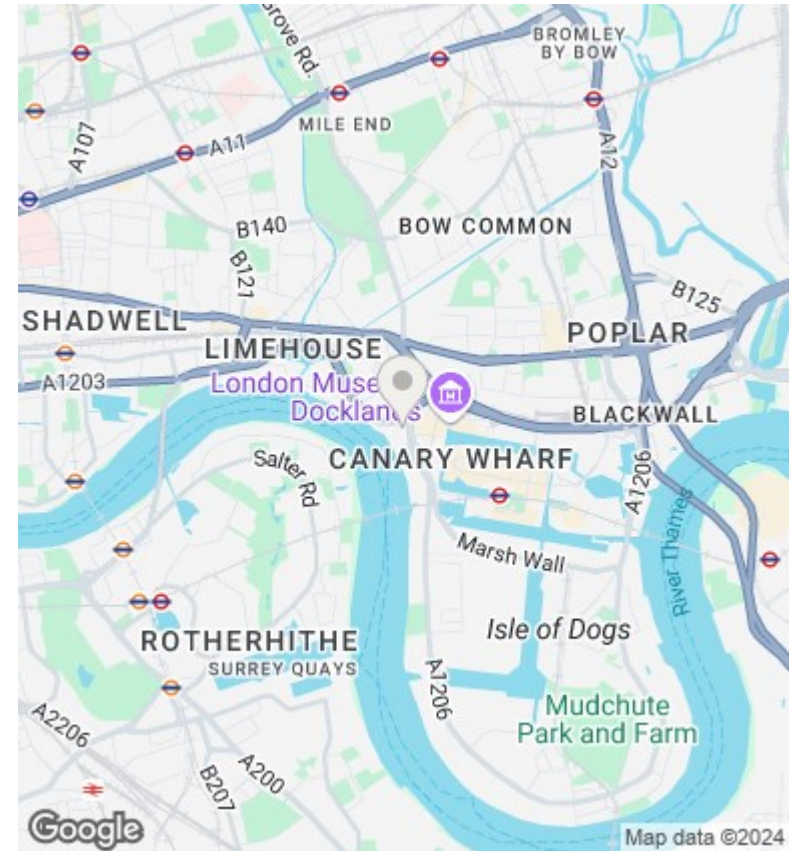 Grove Rd.
BROMLEY
BY BOW
MILE END
A107
A11
A12
B140
BOW COMMON
B121
B125
SHADWELL
LIMEHOUSE
POPLAR
A1203
London Muse
Docklands
BLACKWALL
CANARY WHARF
Salter Rd
A1206
River Thames
Marsh Wall
Isle of Dogs
ROTHERHITHE
SURREY QUAYS
A1206
Mudchute
Park and Farm
A2206
A200
B207
Google
Map data ©2024